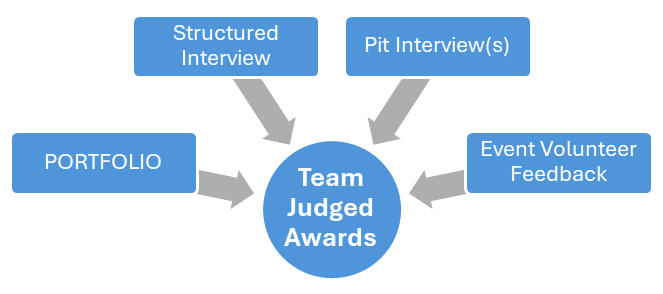 Structured
Interview
Pit Interview(s)
PORTFOLIO
Event Volunteer
Feedback
Team
Judged
Awards